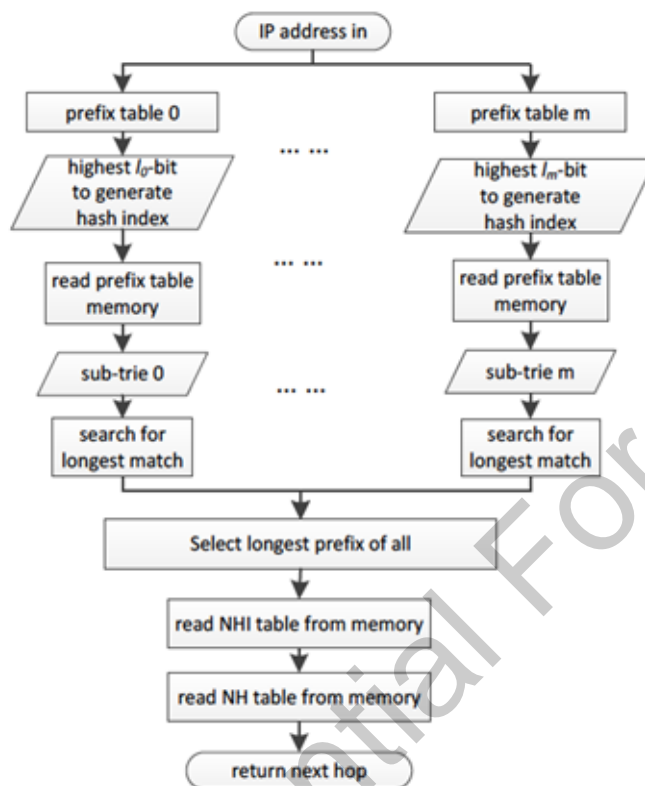 IP address in
prefix table 0
highest l₀-bit
to generate
hash index
read prefix table
memory
sub-trie 0
search for
longest match
... ...
... ...
... ...
prefix table m
highest lₘ-bit
to generate
hash index
read prefix table
memory
sub-trie m
search for
longest match
Select longest prefix of all
read NHI table from memory
read NH table from memory
return next hop
ntial For